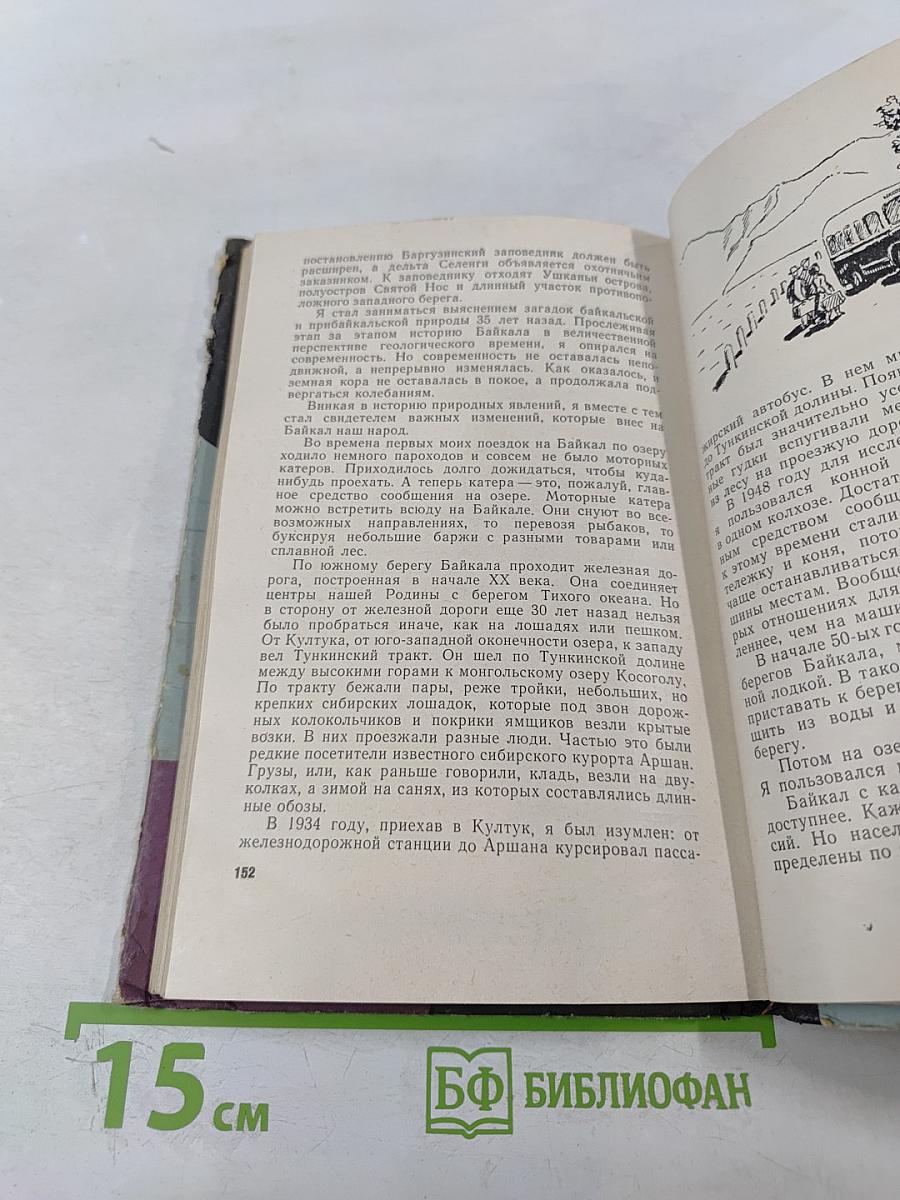 постановлению Баргузинский заповедник должен быть
расширен, а дельта Селенги объявляется охотничьим
заказником. К заповеднику отходят Ушканьи острова,
полуостров Святой Нос и длинный участок противопо-
ложного западного берега.
Я стал заниматься выяснением загадок байкальской
и прибайкальской природы 35 лет назад. Прослеживая
этап за этапом историю Байкала в величественной
перспективе геологического времени, я опирался на
современность. Но современность не оставалась непо-
движной, а непрерывно изменялась. Как оказалось, и
земная кора не оставалась в покое, а продолжала под-
вергаться колебаниям.
Вникая в историю природных явлений, я вместе с тем
стал свидетелем важных изменений, которые внес на
Байкал наш народ.
Во времена первых моих поездок на Байкал по озеру
ходило немного пароходов и совсем не было моторных
катеров. Приходилось долго дожидаться, чтобы куда-
нибудь проехать. А теперь катера — это, пожалуй, глав-
ное средство сообщения на озере. Моторные катера
можно встретить всюду на Байкале. Они снуют во все-
возможных направлениях, то перевозя рыбаков, то
буксируя небольшие баржи с разными товарами или
сплавной лес.
По южному берегу Байкала проходит железная до-
рога, построенная в начале XX века. Она соединяет
центры нашей Родины с берегом Тихого океана. Но
в сторону от железной дороги еще 30 лет назад нельзя
было пробраться иначе, как на лошадях или пешком.
От Култука, от юго-западной оконечности озера, к западу
вел Тункинский тракт. Он шел по Тункинской долине
между высокими горами к монгольскому озеру Косоголу.
По тракту бежали пары, реже тройки, небольших, но
крепких сибирских лошадок, которые под звон дорож-
ных колокольчиков и покрики ямщиков везли крытые
возки. В них проезжали разные люди. Частью это были
редкие посетители известного сибирского курорта Аршан.
Грузы, или, как раньше говорили, кладь, везли на дву-
колках, а зимой на санях, из которых составлялись длин-
ные обозы.
В 1934 году, приехав в Култук, я был изумлен: от
железнодорожной станции до Аршана курсировал пасса-
152
жирский автобус. В нем
до Тункинской долины.
тракт был значительно
ные гудки вспугивали
из лесу на проезжую
В 1948 году для
я пользовался конной
в одном колхозе.
ным средством
к этому времени стали
тележку и коня,
чаще останавливаться
шины местам.
рых отношениях для
леннее, чем на
В начале 50-ых
берегов Байкала,
ной лодкой. В
приставать к
щить из воды и
берегу.
Потом на
Я пользовался
Байкал с
доступнее.
сий. Но
пределены по
15 см
БФ БИБЛИОФАН